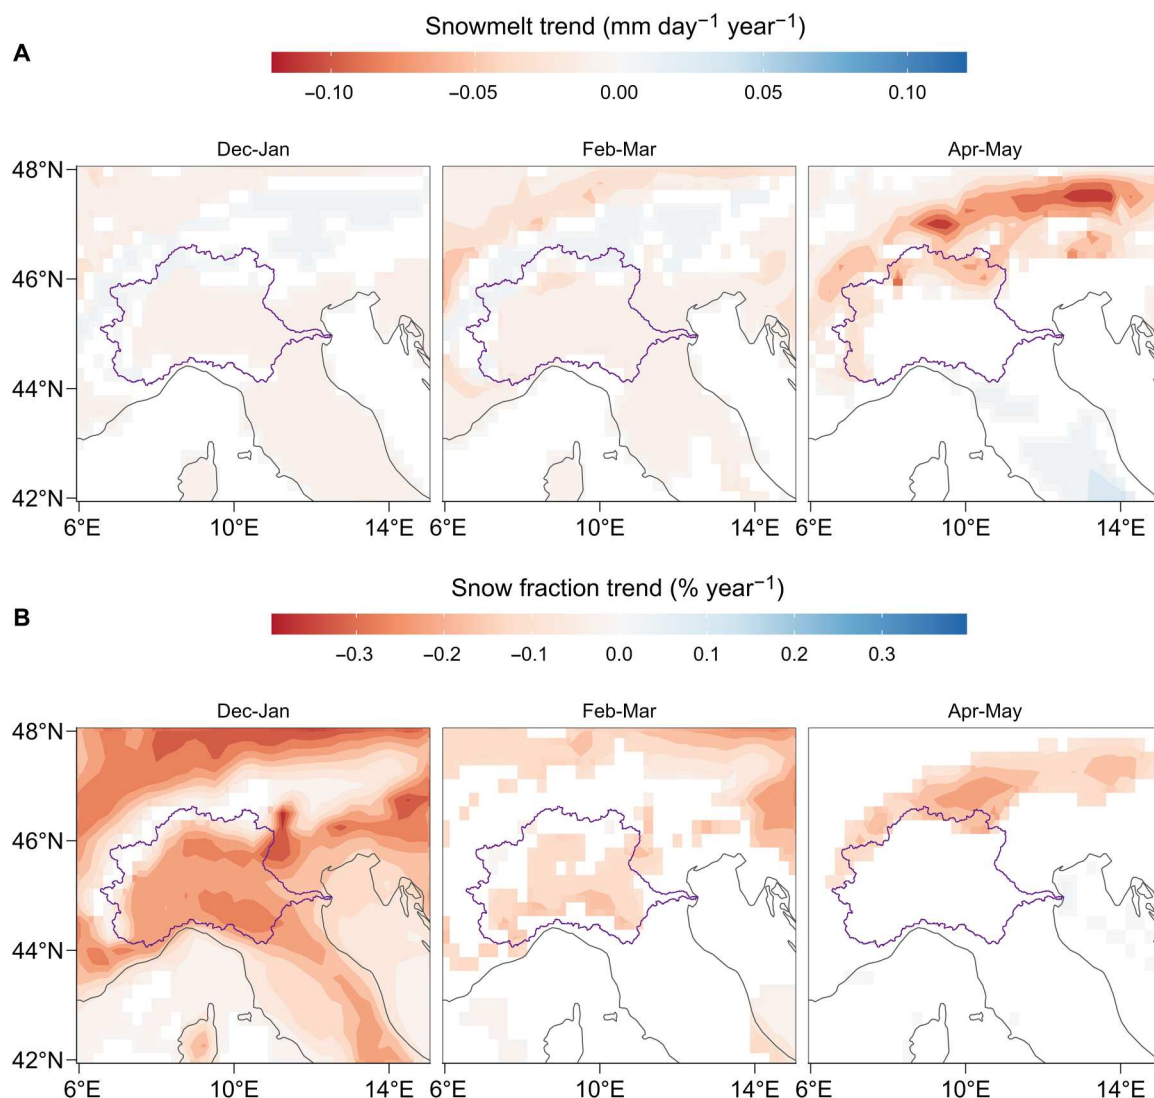 A
Snowmelt trend (mm day⁻¹ year⁻¹)
−0.10 −0.05 0.00 0.05 0.10
Dec-Jan Feb-Mar Apr-May
48°N
46°N
44°N
42°N
6°E 10°E 14°E 6°E 10°E 14°E 6°E 10°E 14°E
B
Snow fraction trend (% year⁻¹)
−0.3 −0.2 −0.1 0.0 0.1 0.2 0.3
Dec-Jan Feb-Mar Apr-May
48°N
46°N
44°N
42°N
6°E 10°E 14°E 6°E 10°E 14°E 6°E 10°E 14°E